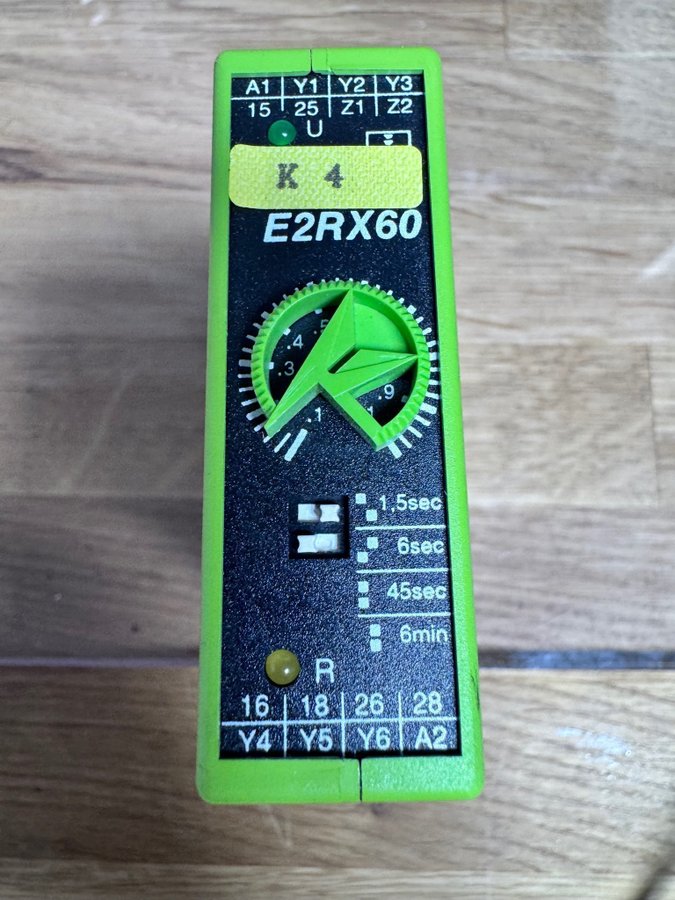 A1 Y1 Y2 Y3
15 25 Z1 Z2
U
K 4
E2RX60
.4
.3
.9
.1
1
1,5sec
6sec
45sec
6min
R
16 18 26 28
Y4 Y5 Y6 A2